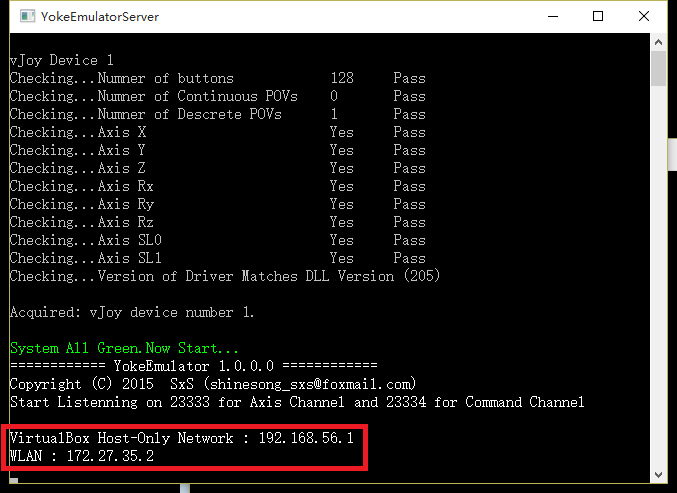 YokeEmulatorServer
vJoy Device 1
Checking...Numner of buttons 128 Pass
Checking...Number of Continuous POVs 0 Pass
Checking...Numner of Descrete POVs 1 Pass
Checking...Axis X Yes Pass
Checking...Axis Y Yes Pass
Checking...Axis Z Yes Pass
Checking...Axis Rx Yes Pass
Checking...Axis Ry Yes Pass
Checking...Axis Rz Yes Pass
Checking...Axis SL0 Yes Pass
Checking...Axis SL1 Yes Pass
Checking...Version of Driver Matches DLL Version (205)
Acquired: vJoy device number 1.
System All Green.Now Start...
============ YokeEmulator 1.0.0.0 ============
Copyright (C) 2015 SxS (shinesong_sxs@foxmail.com)
Start Listenning on 23333 for Axis Channel and 23334 for Command Channel
VirtualBox Host-Only Network : 192.168.56.1
WLAN : 172.27.35.2